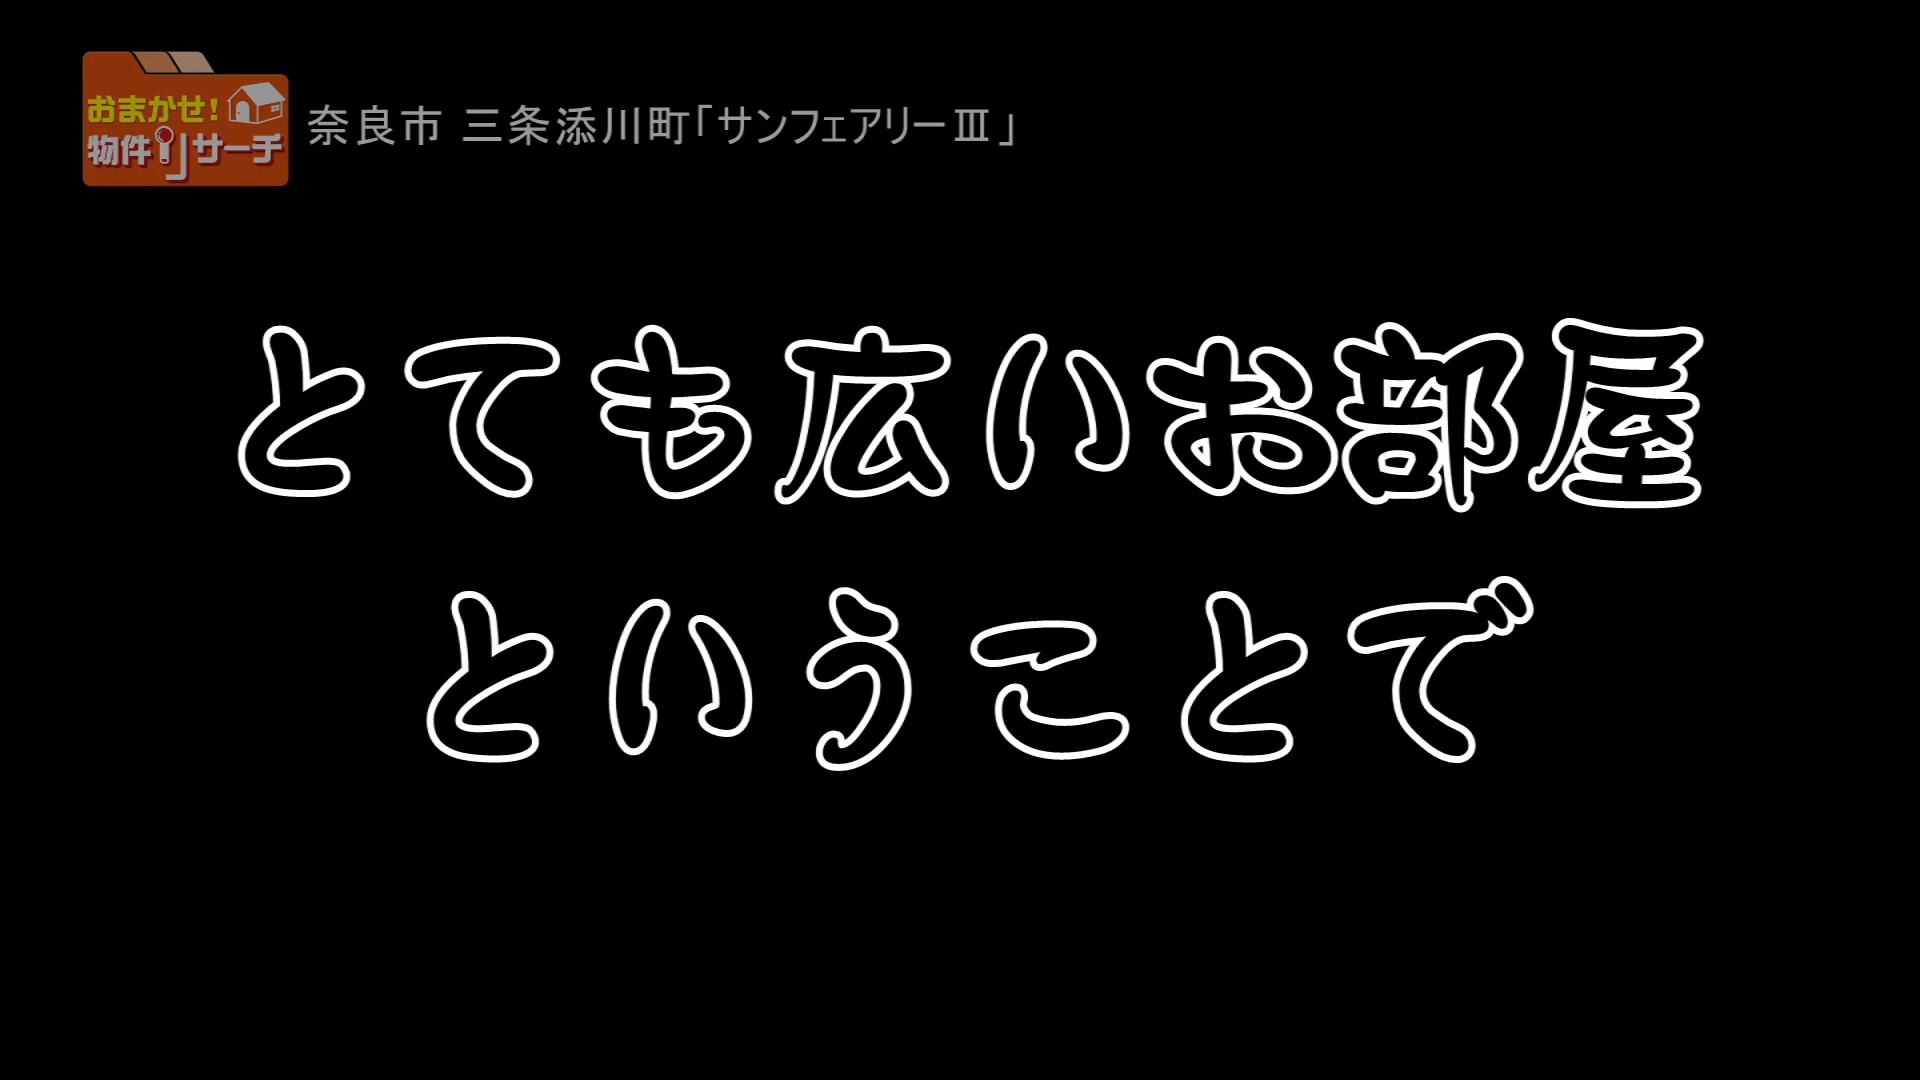 おまかせ!
物件リサーチ
奈良市 三条添川町「サンフェアリーⅢ」
とても広いお部屋
ということで